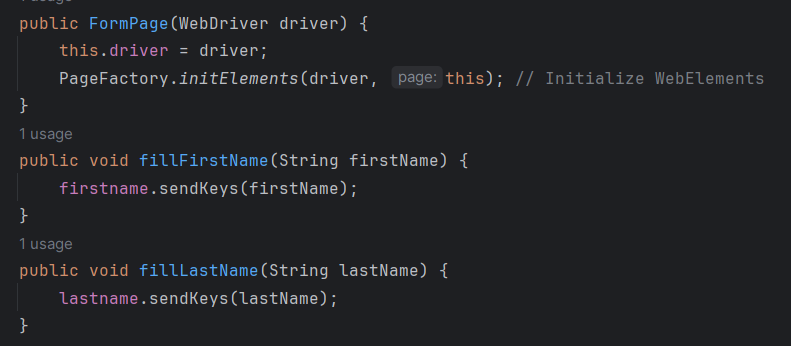 public FormPage(WebDriver driver) {
this.driver = driver;
PageFactory.initElements(driver, page: this); // Initialize WebElements
}
1 usage
public void fillFirstName(String firstName) {
firstname.sendKeys(firstName);
}
1 usage
public void fillLastName(String lastName) {
lastname.sendKeys(lastName);
}